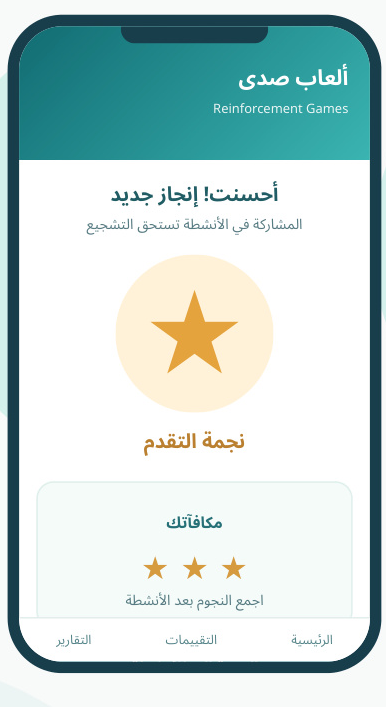 ألعاب صدى
Reinforcement Games
أحسنت! إنجاز جديد
المشاركة في الأنشطة تستحق التشجيع
نجمة التقدم
مكافآتك
اجمع النجوم بعد الأنشطة
الرئيسية
التقييمات
التقارير